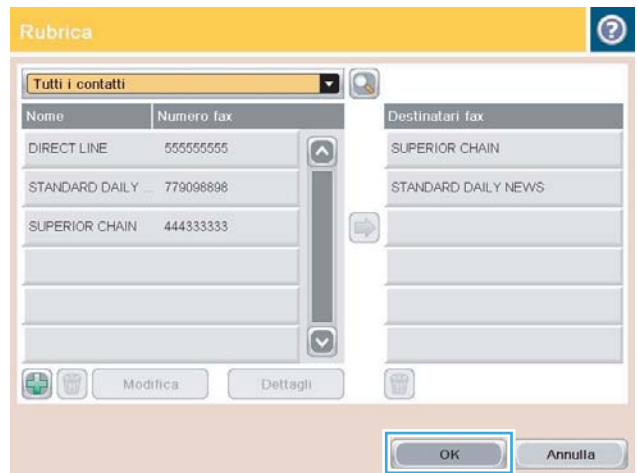 Rubrica
Tutti i contatti
Nome Numero fax Destinatari fax
DIRECT LINE 555555555 SUPERIOR CHAIN
STANDARD DAILY ... 779098898 STANDARD DAILY NEWS
SUPERIOR CHAIN 444333333
Modifica Dettagli
OK Annulla